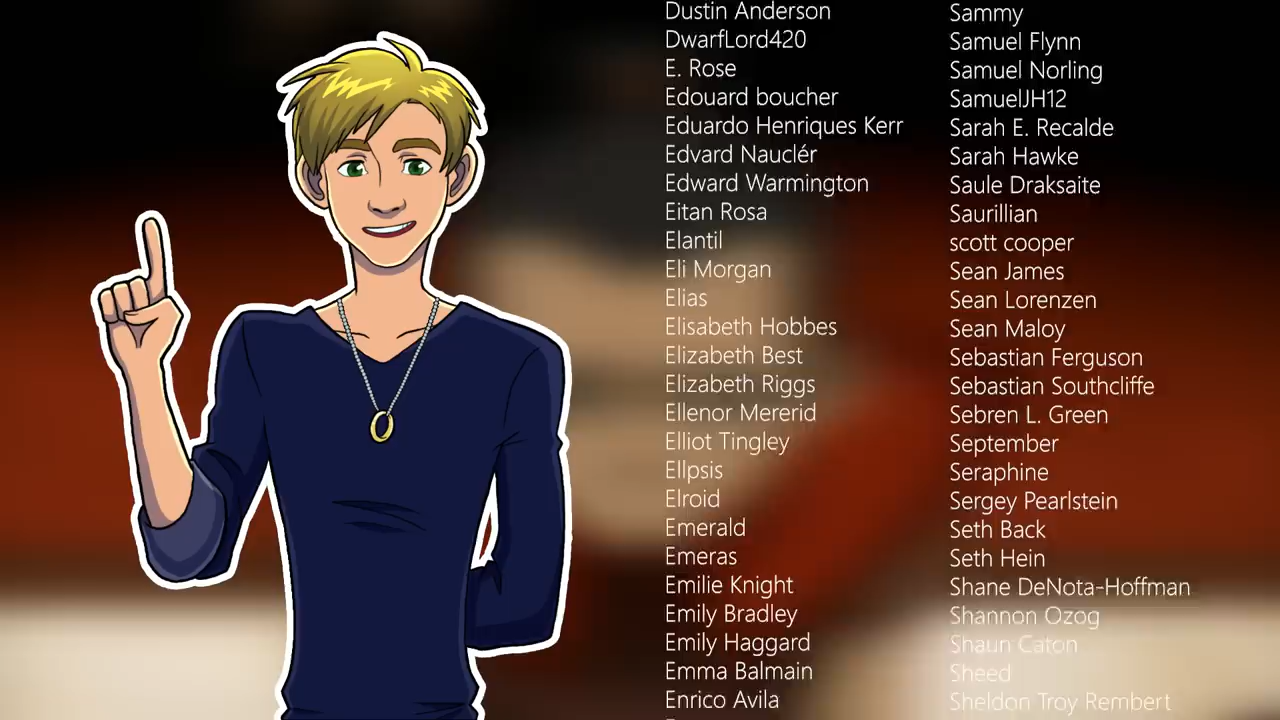 Dustin Anderson
DwarfLord420
E. Rose
Edouard boucher
Eduardo Henriques Kerr
Edvard Nauclér
Edward Warmington
Eitan Rosa
Elantil
Eli Morgan
Elias
Elisabeth Hobbes
Elizabeth Best
Elizabeth Riggs
Ellenor Mererid
Elliot Tingley
Ellpsis
Elroid
Emerald
Emeras
Emilie Knight
Emily Bradley
Emily Haggard
Emma Balmain
Enrico Avila
Sammy
Samuel Flynn
Samuel Norling
SamuelJH12
Sarah E. Recalde
Sarah Hawke
Saule Draksaite
Saurillian
scott cooper
Sean James
Sean Lorenzen
Sean Maloy
Sebastian Ferguson
Sebastian Southcliffe
Sebren L. Green
September
Seraphine
Sergey Pearlstein
Seth Back
Seth Hein
Shane DeNota-Hoffman
Shannon Ozog
Shaun Caton
Sheed
Sheldon Troy Rembert